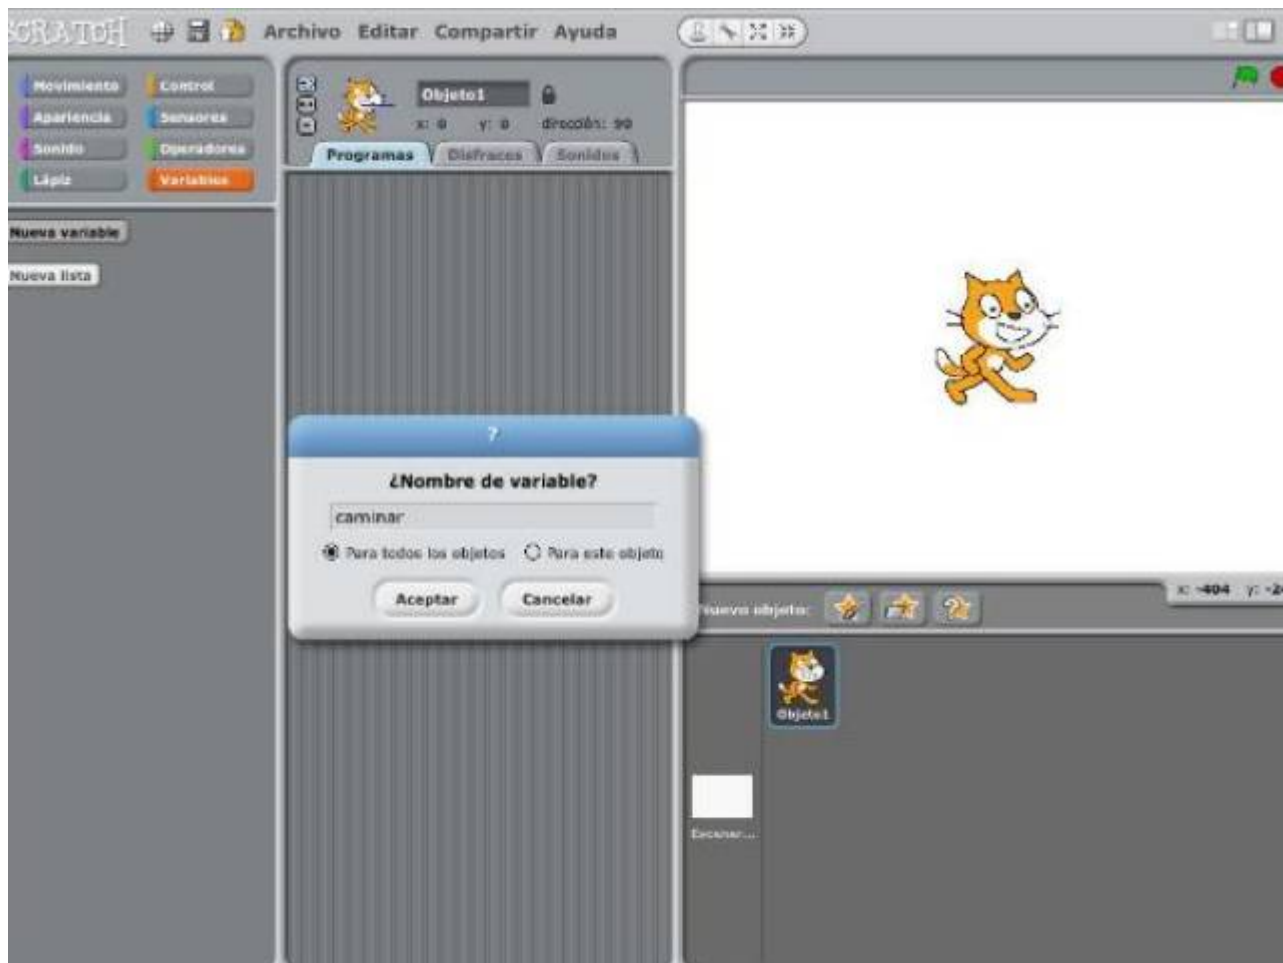 SCRATCH Archivo Editar Compartir Ayuda
Movimiento Control
Apariencia Sensores
Sonido Operadores
Lápiz Variables
Nueva variable
Nueva lista
Objeto1
x: 0 y: 0 dirección: 90
Programas Disfraces Sonidos
?
¿Nombre de variable?
caminar
Para todos los objetos Para este objeto
Aceptar Cancelar
x: -404 y:
Nuevo objeto:
Objeto1
Escenar...